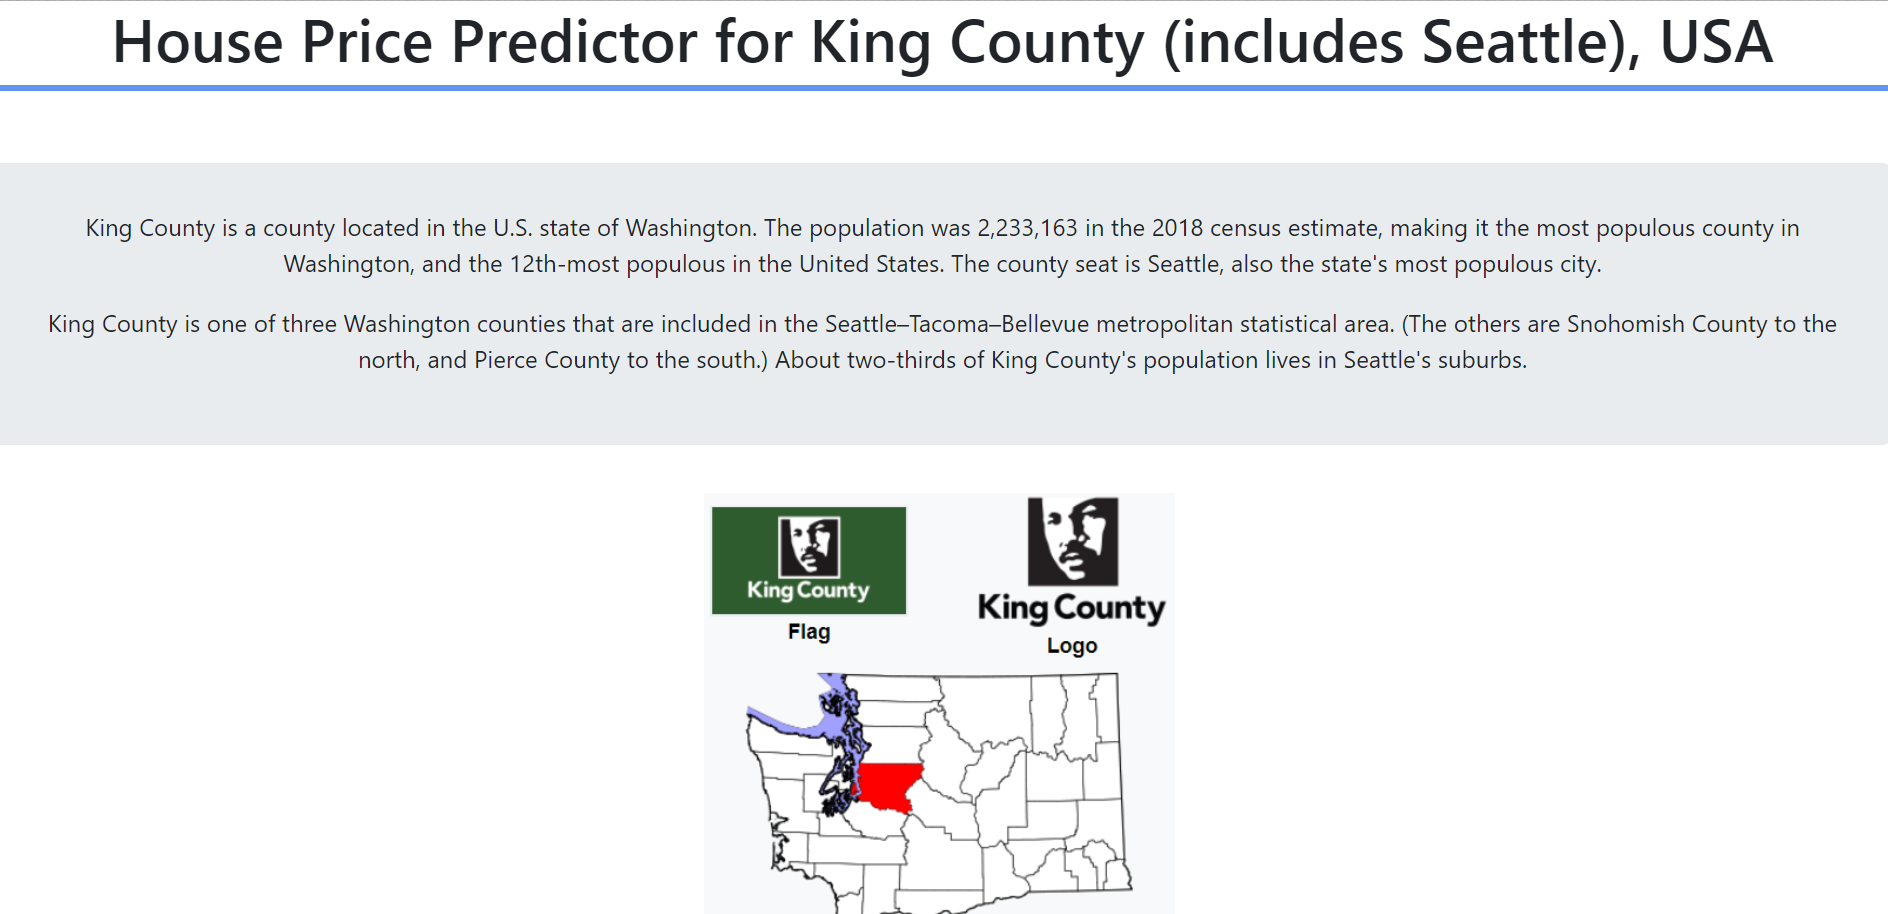 House Price Predictor for King County (includes Seattle), USA
King County is a county located in the U.S. state of Washington. The population was 2,233,163 in the 2018 census estimate, making it the most populous county in
Washington, and the 12th-most populous in the United States. The county seat is Seattle, also the state's most populous city.
King County is one of three Washington counties that are included in the Seattle–Tacoma–Bellevue metropolitan statistical area. (The others are Snohomish County to the
north, and Pierce County to the south.) About two-thirds of King County's population lives in Seattle's suburbs.
King County
Flag
King County
Logo